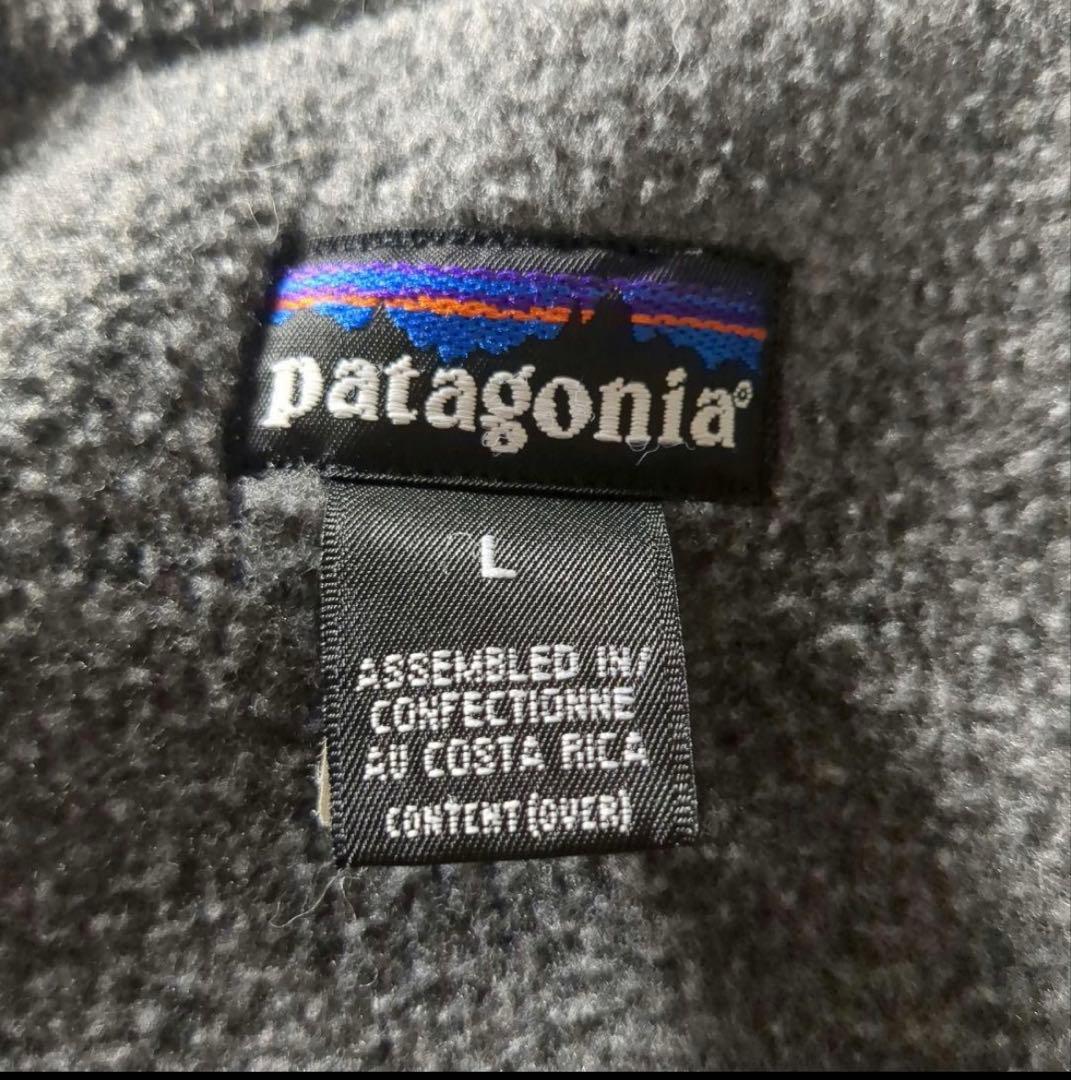 patagonia®
L
ASSEMBLED IN/
CONFECTIONNE
AU COSTA RICA
CONTENT (OVER)